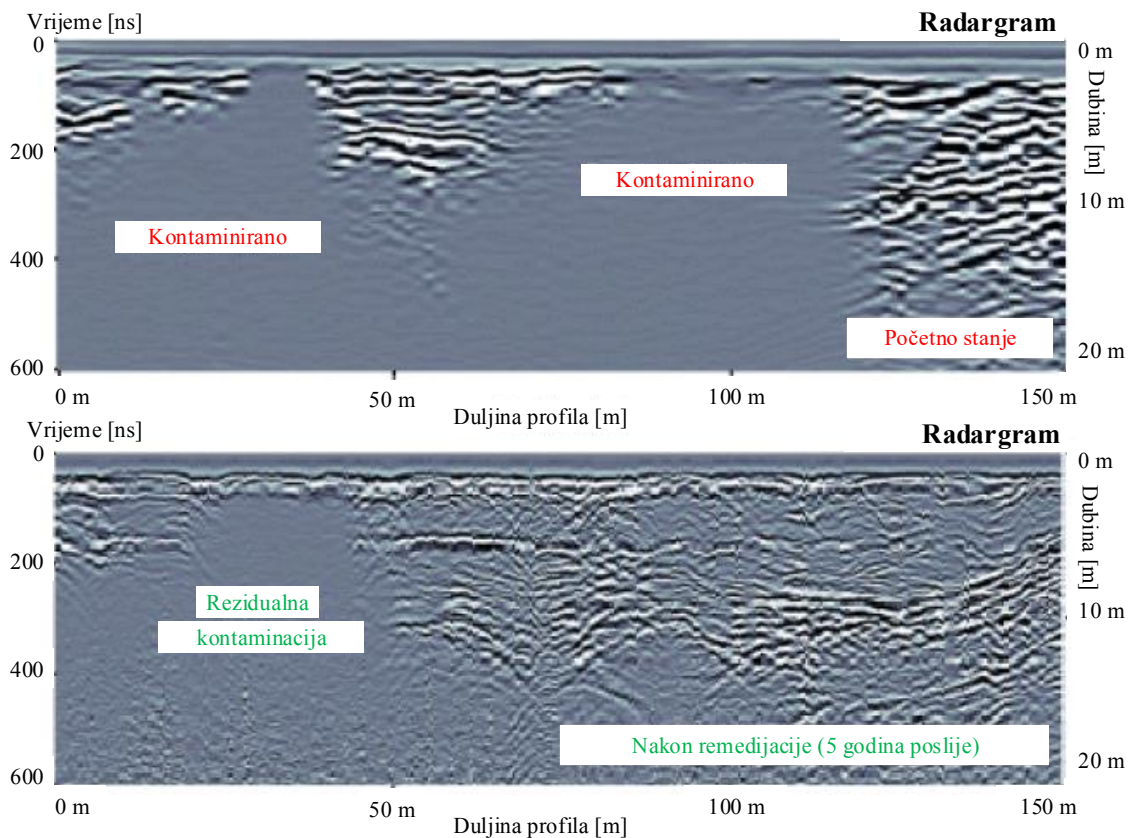 Vrijeme [ns]
Radargram
0
0 m
200
Dubina [m]
Kontaminirano
Kontaminirano
10 m
400
Početno stanje
20 m
600
0 m
50 m
100 m
150 m
Duljina profila [m]
Vrijeme [ns]
Radargram
0
0 m
Dubina [m]
200
Rezidualna
kontaminacija
10 m
400
Nakon remedijacije (5 godina poslije)
20 m
600
0 m
50 m
100 m
150 m
Duljina profila [m]